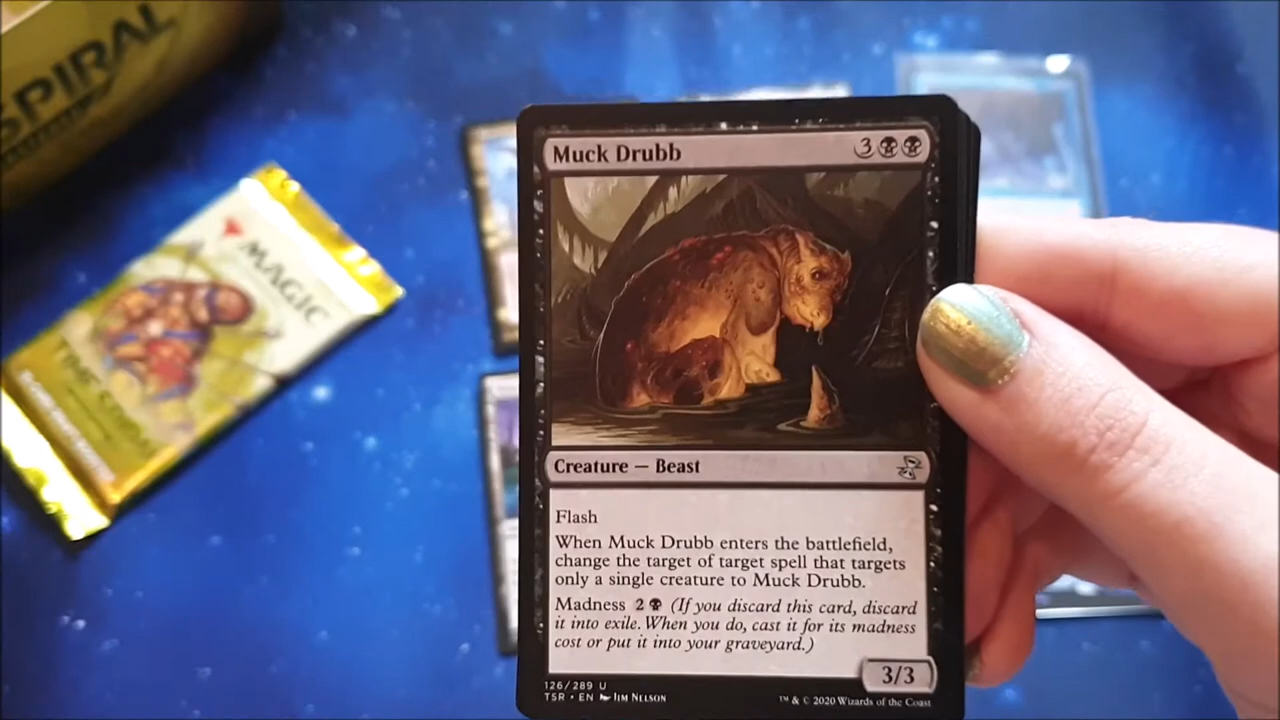 SPIRAL
MAGIC
TIME
Muck Drubb
3
Creature — Beast
Flash
When Muck Drubb enters the battlefield,
change the target of target spell that targets
only a single creature to Muck Drubb.
Madness 2 (If you discard this card, discard
it into exile. When you do, cast it for its madness
cost or put it into your graveyard.)
3/3
126/289 U
TSR • EN Jim Nelson
™ & © 2020 Wizards of the Coast